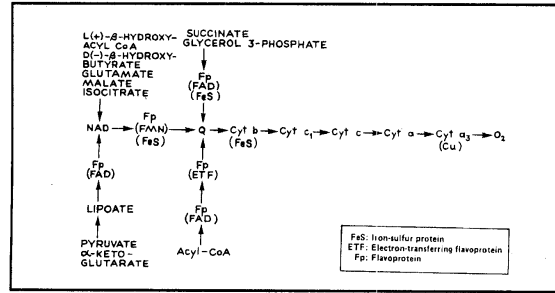 L(+)-β-HYDROXY-
ACYL CoA
D(-)-β-HYDROXY-
BUTYRATE
GLUTAMATE
MALATE
ISOCITRATE
SUCCINATE
GLYCEROL 3-PHOSPHATE
Fp
(FAD)
(FeS)
Fp
NAD (FMN) Q Cyt b Cyt c1 Cyt c Cyt a Cyt a3 O2
(FeS) (FeS) (Cu)
Fp
(FAD)
LIPOATE
PYRUVATE
α-KETO-
GLUTARATE
Fp
(ETF)
Fp
(FAD)
Acyl-CoA
FeS: Iron-sulfur protein
ETF: Electron-transferring flavoprotein
Fp: Flavoprotein